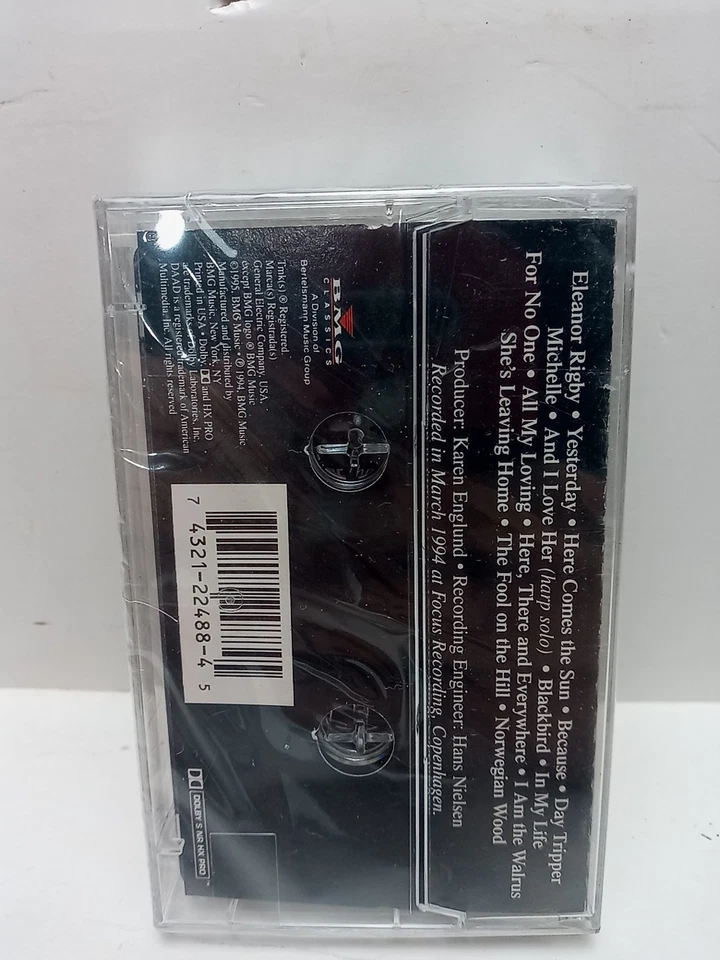 Eleanor Rigby • Yesterday • Here Comes the Sun • Because • Day Tripper
Michelle • And I Love Her (harp solo) • Blackbird • In My Life
For No One • All My Loving • Here, There and Everywhere • I Am the Walrus
She's Leaving Home • The Fool on the Hill • Norwegian Wood
Producer: Karen Englund • Recording Engineer: Hans Nielsen
Recorded in March 1994 at Focus Recording, Copenhagen.
BMG
CLASSICS
A Division of
Bertelsmann Music Group
Tmk(s) ® Registered.
Marca(s) Registrada(s)
General Electric Company, USA,
except BMG logo ® BMG Music
©1995, BMG Music • ℗ 1994, BMG Music
Manufactured and distributed by
BMG Music, New York, NY
Printed in USA • Dolby, and HX PRO
are trademarks of Dolby Laboratories, Inc.
DAAD is a registered trademark of American
Multimedia, Inc. All rights reserved
7 4321-22488-4 5
DOLBY S NR HX PRO